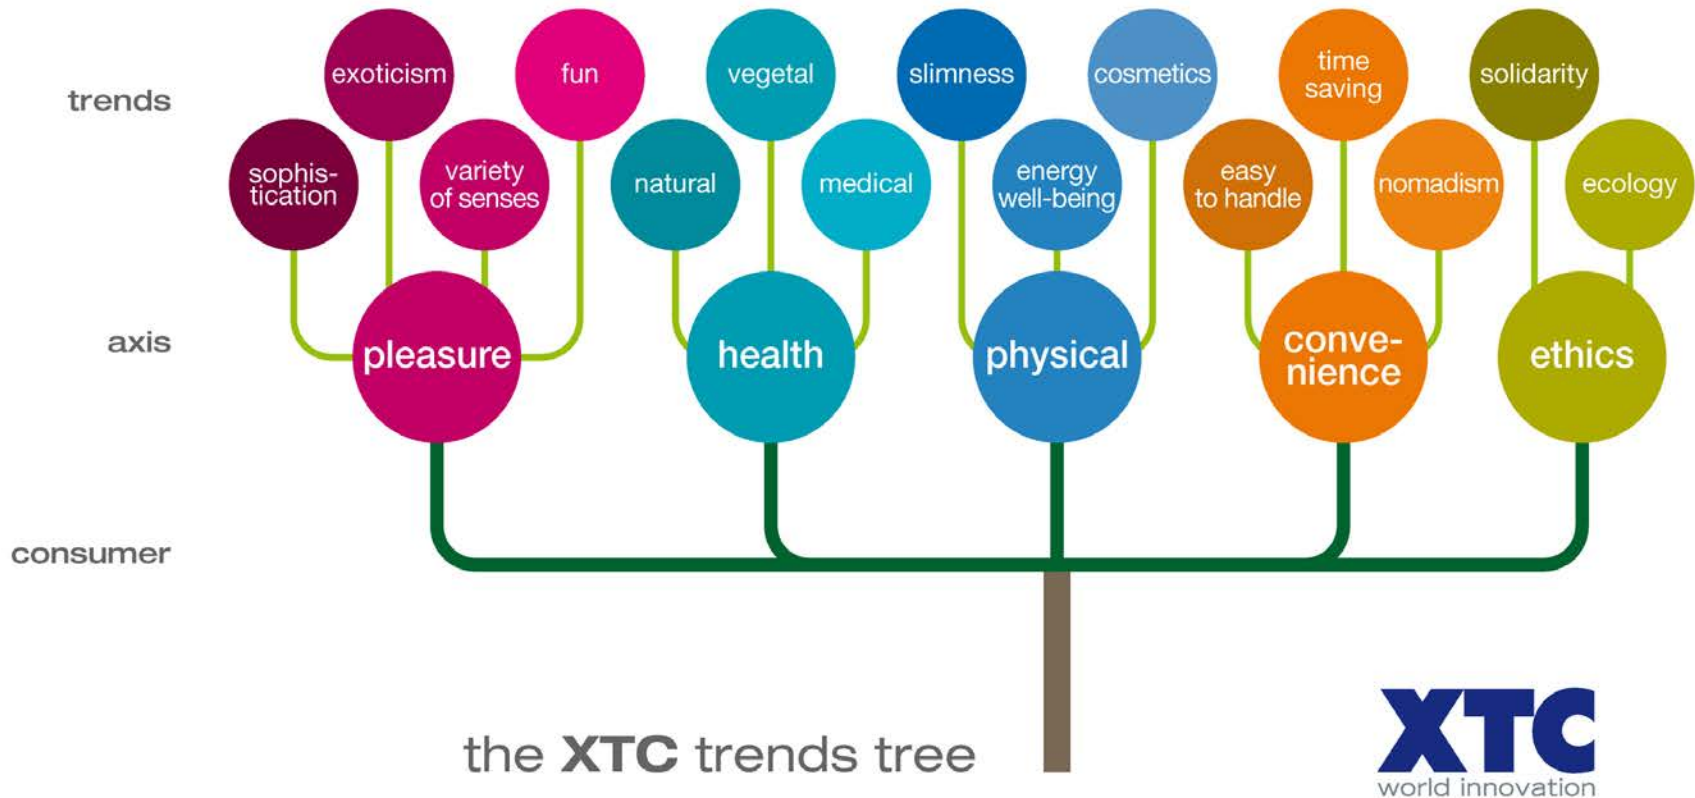 exoticism
fun
vegetal
slimness
cosmetics
time
saving
solidarity
trends
sophis-
tication
variety
of senses
natural
medical
energy
well-being
easy
to handle
nomadism
ecology
axis
pleasure
health
physical
conve-
nience
ethics
consumer
the XTC trends tree
XTC
world innovation